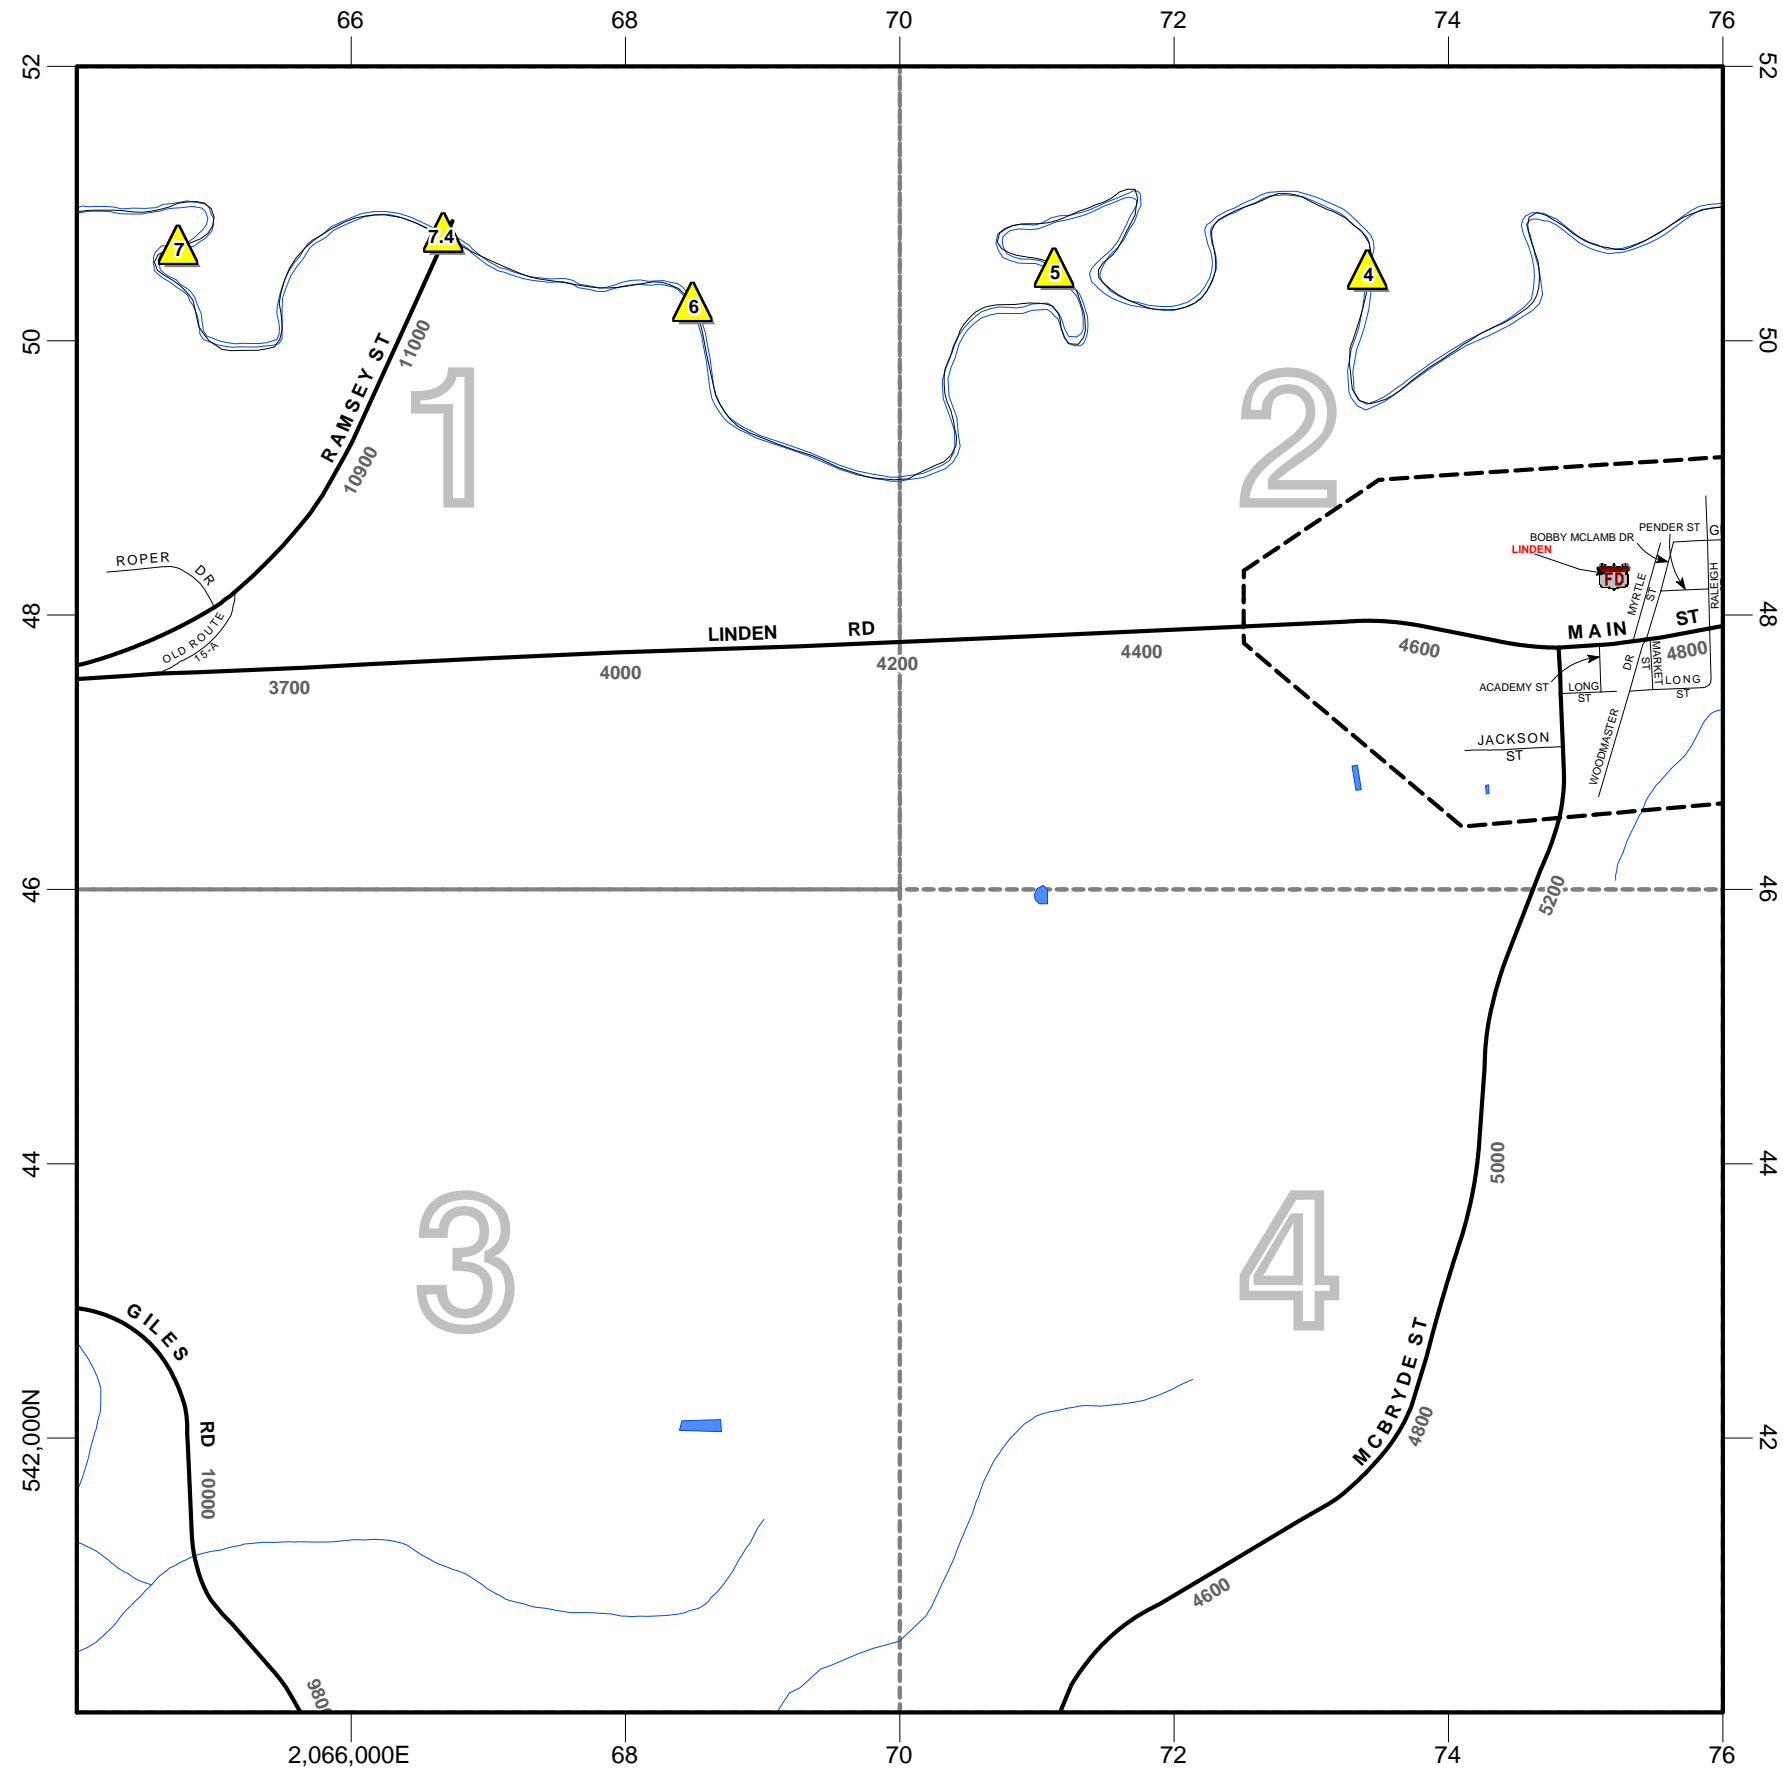 66 68 70 72 74 76
52 52
7 7.4 6 5 4
50 50
RAMSEY ST
11000
10900
1 2
ROPER DR
OLD ROUTE 15-A
PENDER ST
BOBBY MCLAMB DR
LINDEN
FD
G
MYRTLE ST
RALEIGH
48 48
LINDEN RD
MAIN ST
3700 4000 4200 4400 4600 4800
ACADEMY ST
LONG ST
DR
MARKET ST
LONG ST
WOODMASTER
JACKSON ST
46 46
5200
44 44
5000
3 4
GILES RD
10000
MCBRYDE ST
4800
542,000N 42
4600
980
2,066,000E 68 70 72 74 76